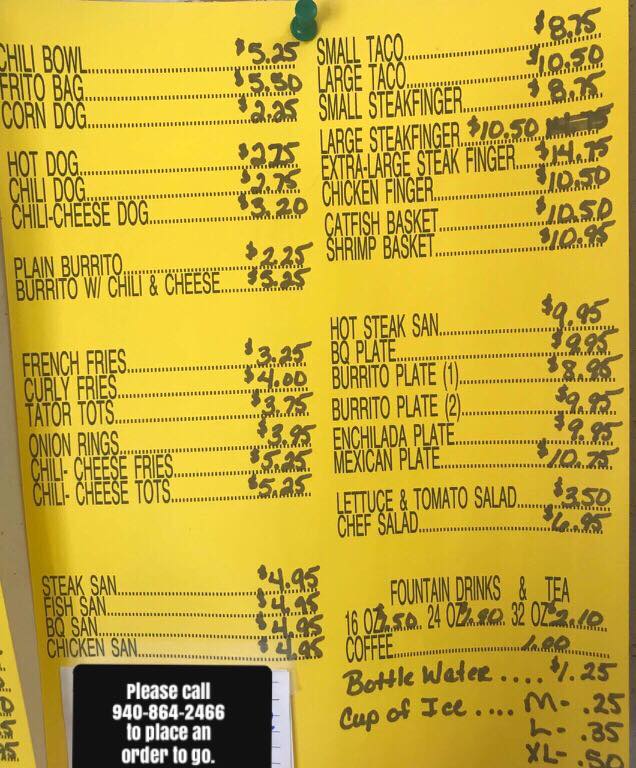 CHILI BOWL $5.25
FRITO BAG $5.50
CORN DOG $2.25
HOT DOG $2.75
CHILI DOG $2.75
CHILI-CHEESE DOG $3.20
PLAIN BURRITO $2.25
BURRITO W/ CHILI & CHEESE $5.25
FRENCH FRIES $3.25
CURLY FRIES $4.00
TATOR TOTS $3.75
ONION RINGS $3.95
CHILI- CHEESE FRIES $5.25
CHILI- CHEESE TOTS $5.25
STEAK SAN $4.95
FISH SAN $4.95
BQ SAN $4.95
CHICKEN SAN $4.95
Please call
940-864-2466
to place an
order to go.
SMALL TACO $8.75
LARGE TACO $10.50
SMALL STEAKFINGER $8.75
LARGE STEAKFINGER $10.50
EXTRA-LARGE STEAK FINGER $14.75
CHICKEN FINGER $10.50
CATFISH BASKET $10.50
SHRIMP BASKET $10.95
HOT STEAK SAN $9.95
BQ PLATE $9.95
BURRITO PLATE (1) $8.95
BURRITO PLATE (2) $9.95
ENCHILADA PLATE $9.95
MEXICAN PLATE $10.75
LETTUCE & TOMATO SALAD $3.50
CHEF SALAD $6.95
FOUNTAIN DRINKS & TEA
16 OZ 1.50 24 OZ 1.80 32 OZ $2.10
COFFEE 1.00
Bottle Water .... $1.25
Cup of Ice .... M- .25
L- .35
XL- .50